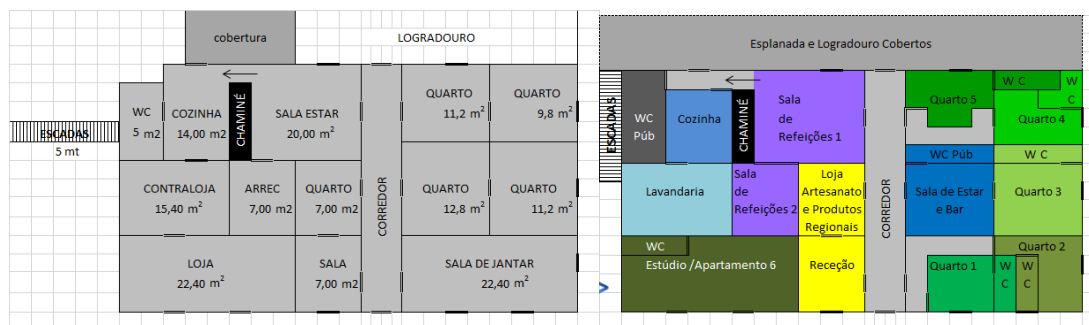 cobertura
LOGRADOURO
WC
5 m2
COZINHA
14,00 m²
CHAMINÉ
SALA ESTAR
20,00 m²
QUARTO
11,2 m²
QUARTO
9,8 m²
ESCADAS
5 mt
CONTRALOJA
15,40 m²
ARREC
7,00 m2
QUARTO
7,00 m2
CORREDOR
QUARTO
12,8 m²
QUARTO
11,2 m²
LOJA
22,40 m²
SALA
7,00 m2
SALA DE JANTAR
22,40 m²
Esplanada e Logradouro Cobertos
ESCADAS
WC
Púb
Cozinha
CHAMINÉ
Sala
de
Refeições 1
CORREDOR
Quarto 5
W C
W
C
Quarto 4
WC Púb
W C
Lavandaria
Sala
de
Refeições 2
Loja
Artesanato
e Produtos
Regionais
Sala de Estar
e Bar
Quarto 3
WC
Estúdio /Apartamento 6
Receção
Quarto 1
W
C
Quarto 2
W
C